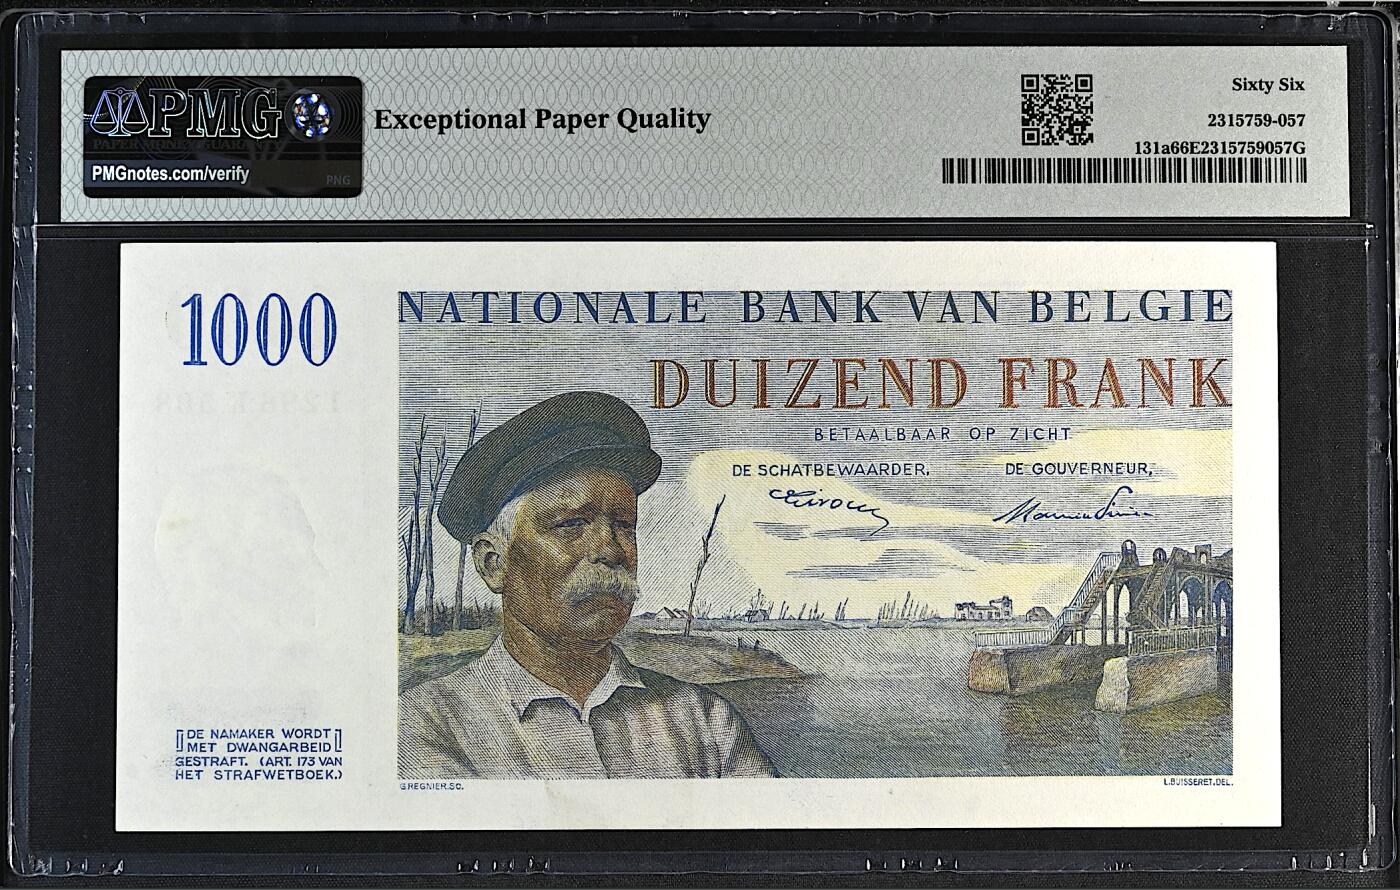 PMG
PAPER MONEY GUARANTY
PMGnotes.com/verify
PNG
Exceptional Paper Quality
Sixty Six
2315759-057
131a66E2315759057G
1000
NATIONALE BANK VAN BELGIE
DUIZEND FRANK
BETAALBAAR OP ZICHT
DE SCHATBEWAARDER,
DE GOUVERNEUR,
DE NAMAKER WORDT
MET DWANGARBEID
GESTRAFT. (ART. 173 VAN
HET STRAFWETBOEK.)
G.REGNIER.SC.
L.BUISSERET.DEL.